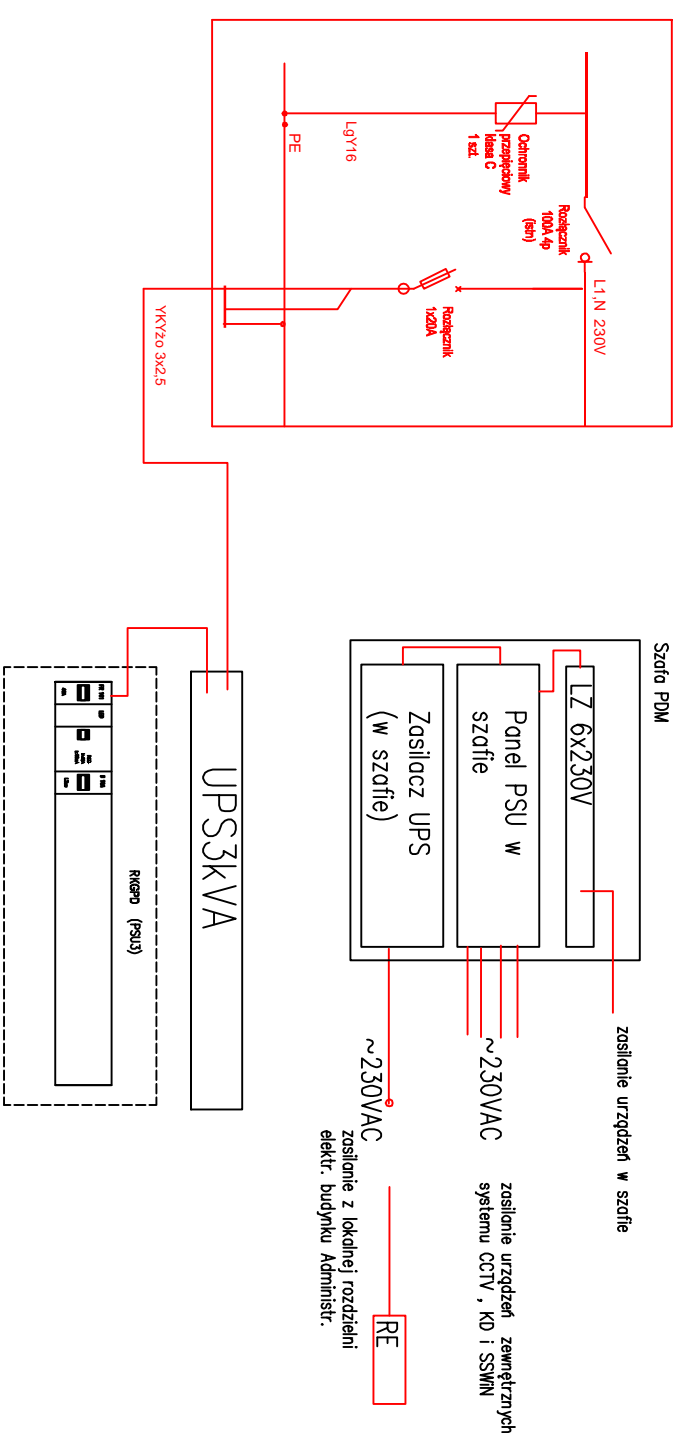 Szafa PDM
LZ 6x230V
Panel PSU w
szafie
Zasilacz UPS
(w szafie)
zasilanie urządzeń w szafie
~230VAC
zasilanie urządzeń zewnętrznych
systemu CCTV , KD i SSWiN
~230VAC
zasilanie z lokalnej rozdzielni
elektr. budynku Administr.
RE
L1,N 230V
Rozłącznik
100A 4p
(istn)
Ochronnik
przepięciowy
klasa C
1 szt.
LgY16
PE
Rozłącznik
1x20A
YKYżo 3x2,5
UPS3kVA
RKGPD (PSU3)